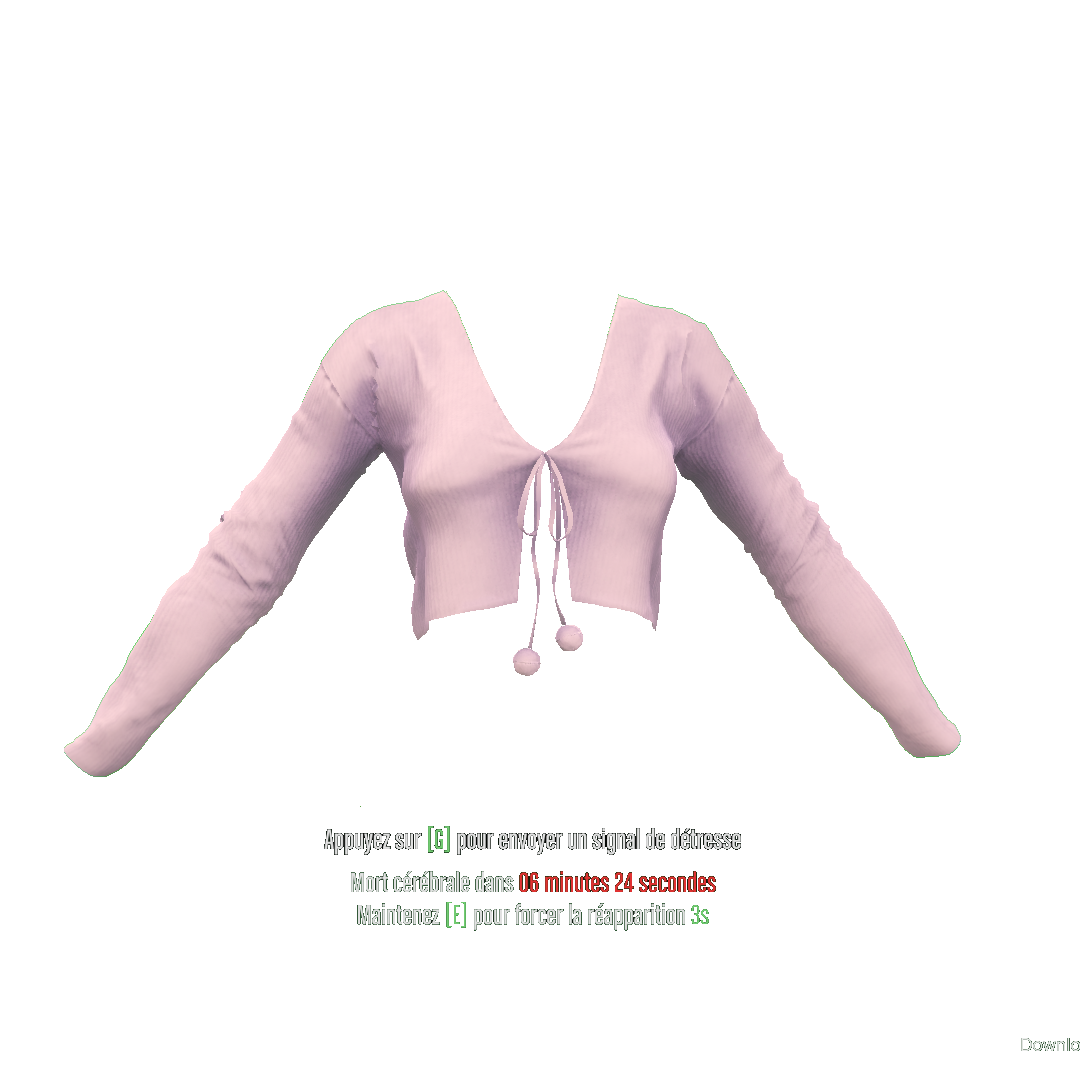 Appuyez sur [G] pour envoyer un signal de détresse
Mort cérébrale dans 06 minutes 24 secondes
Maintenez [E] pour forcer la réapparition 3s
Downlo